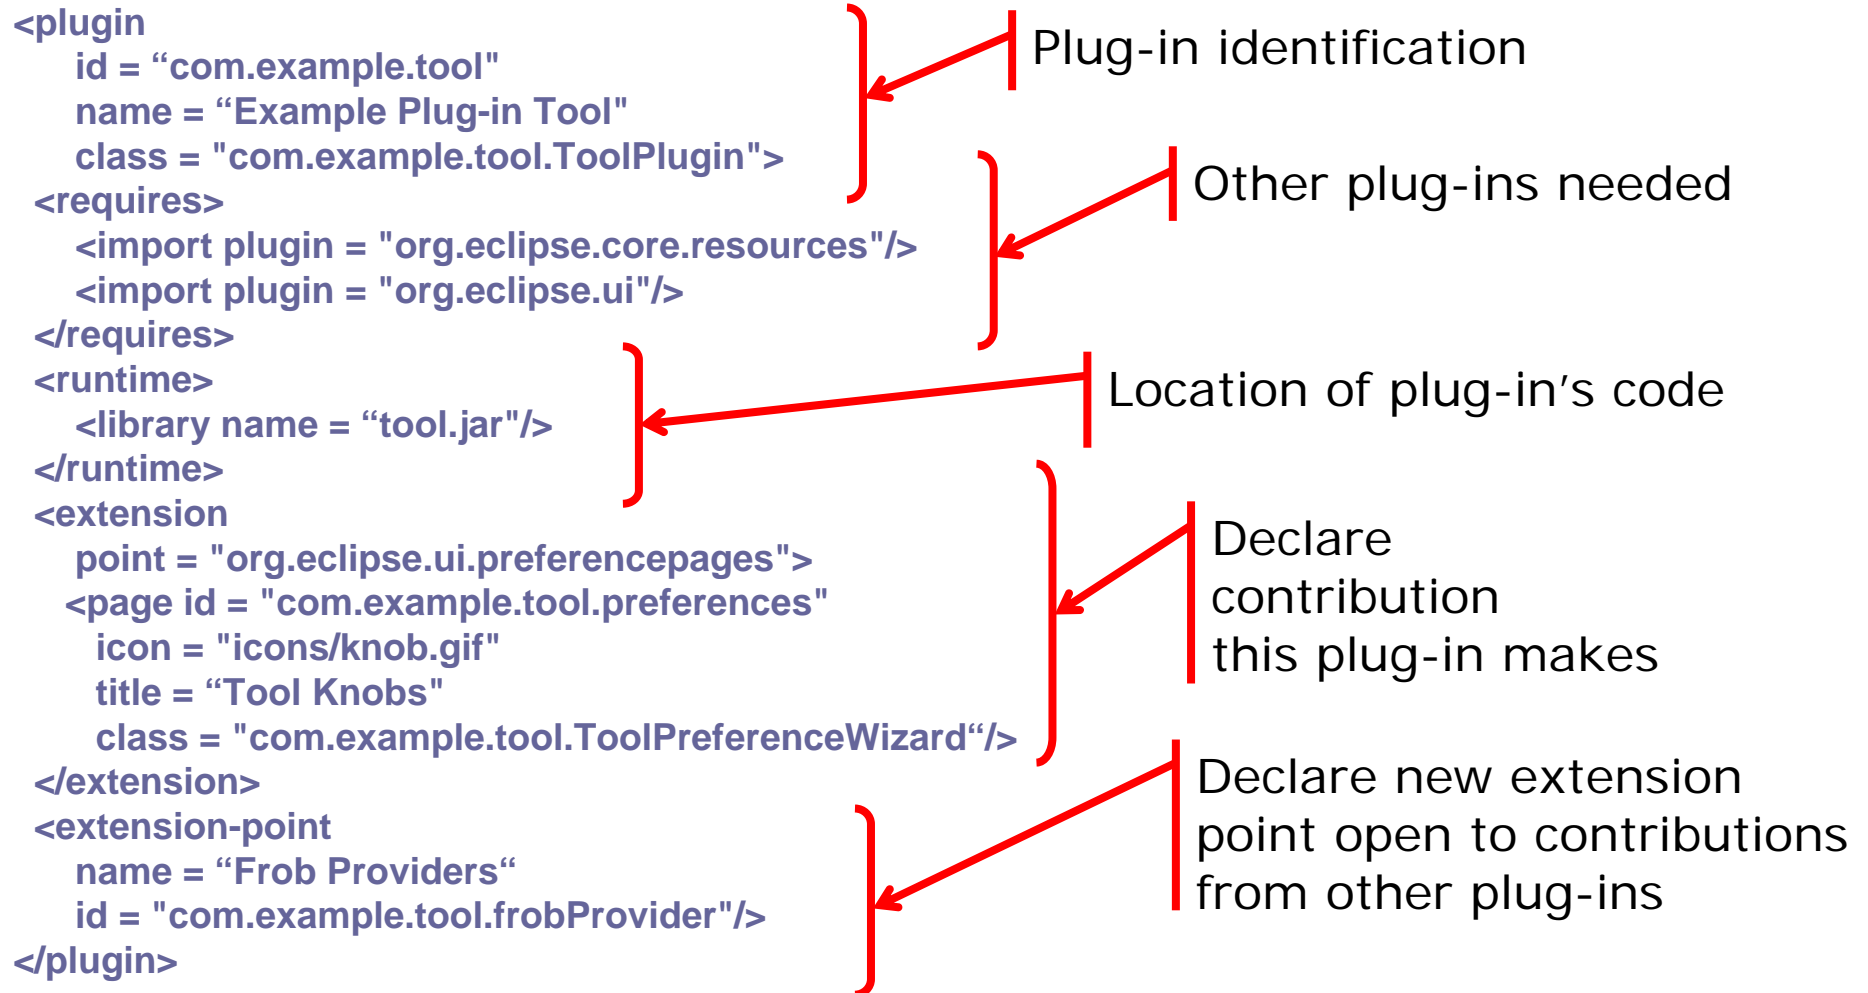 <plugin
id = “com.example.tool"
name = “Example Plug-in Tool"
class = "com.example.tool.ToolPlugin">
<requires>
<import plugin = "org.eclipse.core.resources"/>
<import plugin = "org.eclipse.ui"/>
</requires>
<runtime>
<library name = “tool.jar"/>
</runtime>
<extension
point = "org.eclipse.ui.preferencepages">
<page id = "com.example.tool.preferences"
icon = "icons/knob.gif"
title = “Tool Knobs"
class = "com.example.tool.ToolPreferenceWizard“/>
</extension>
<extension-point
name = “Frob Providers“
id = "com.example.tool.frobProvider"/>
</plugin>
Plug-in identification
Other plug-ins needed
Location of plug-in’s code
Declare
contribution
this plug-in makes
Declare new extension
point open to contributions
from other plug-ins